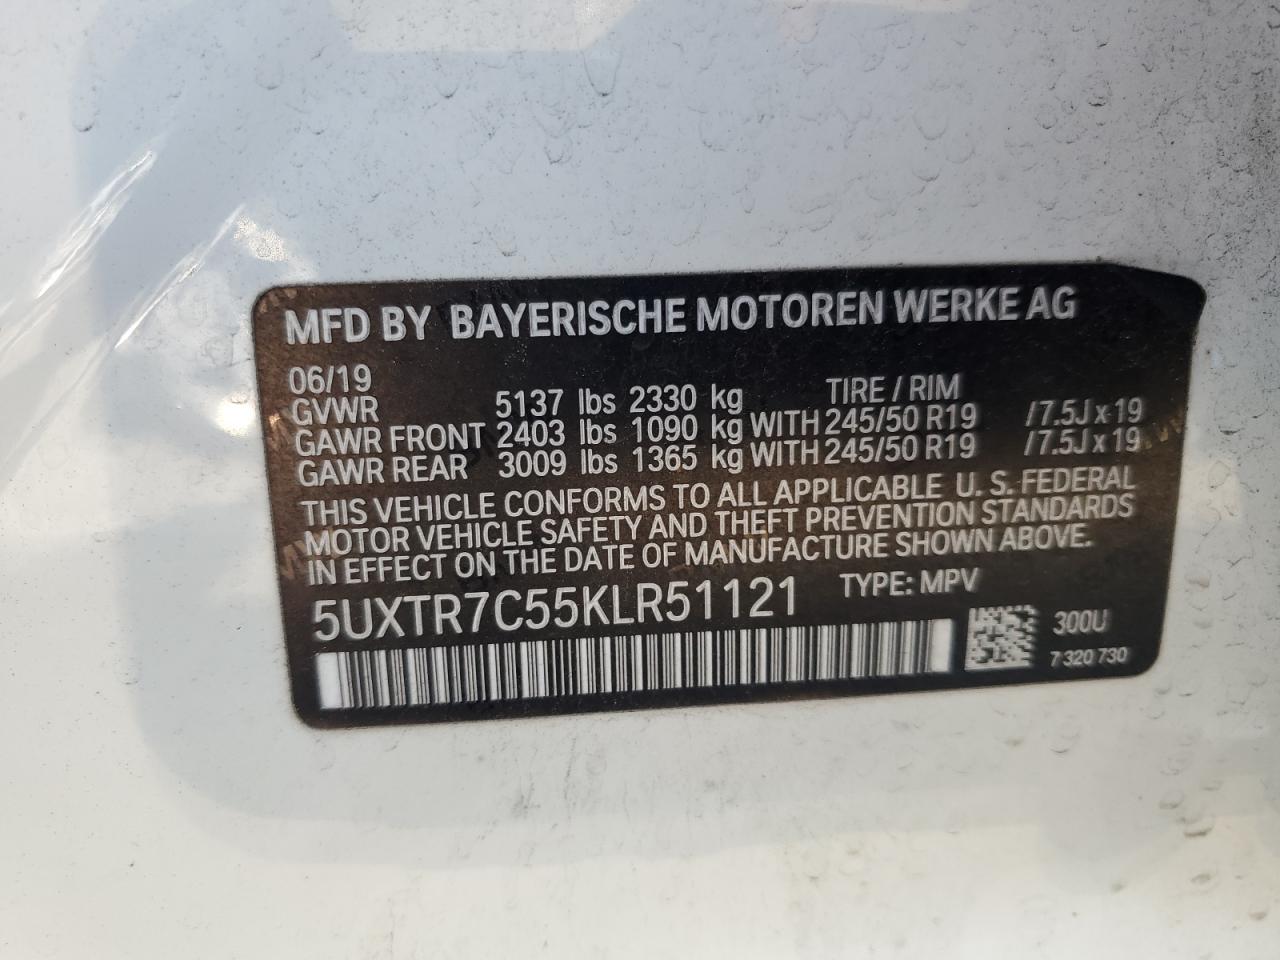 MFD BY BAYERISCHE MOTOREN WERKE AG
06/19 TIRE / RIM
GVWR 5137 lbs 2330 kg
GAWR FRONT 2403 lbs 1090 kg WITH 245/50 R19 /7.5J x 19
GAWR REAR 3009 lbs 1365 kg WITH 245/50 R19 /7.5J x 19
THIS VEHICLE CONFORMS TO ALL APPLICABLE U. S. FEDERAL
MOTOR VEHICLE SAFETY AND THEFT PREVENTION STANDARDS
IN EFFECT ON THE DATE OF MANUFACTURE SHOWN ABOVE.
5UXTR7C55KLR51121 TYPE: MPV
300U
7 320 730